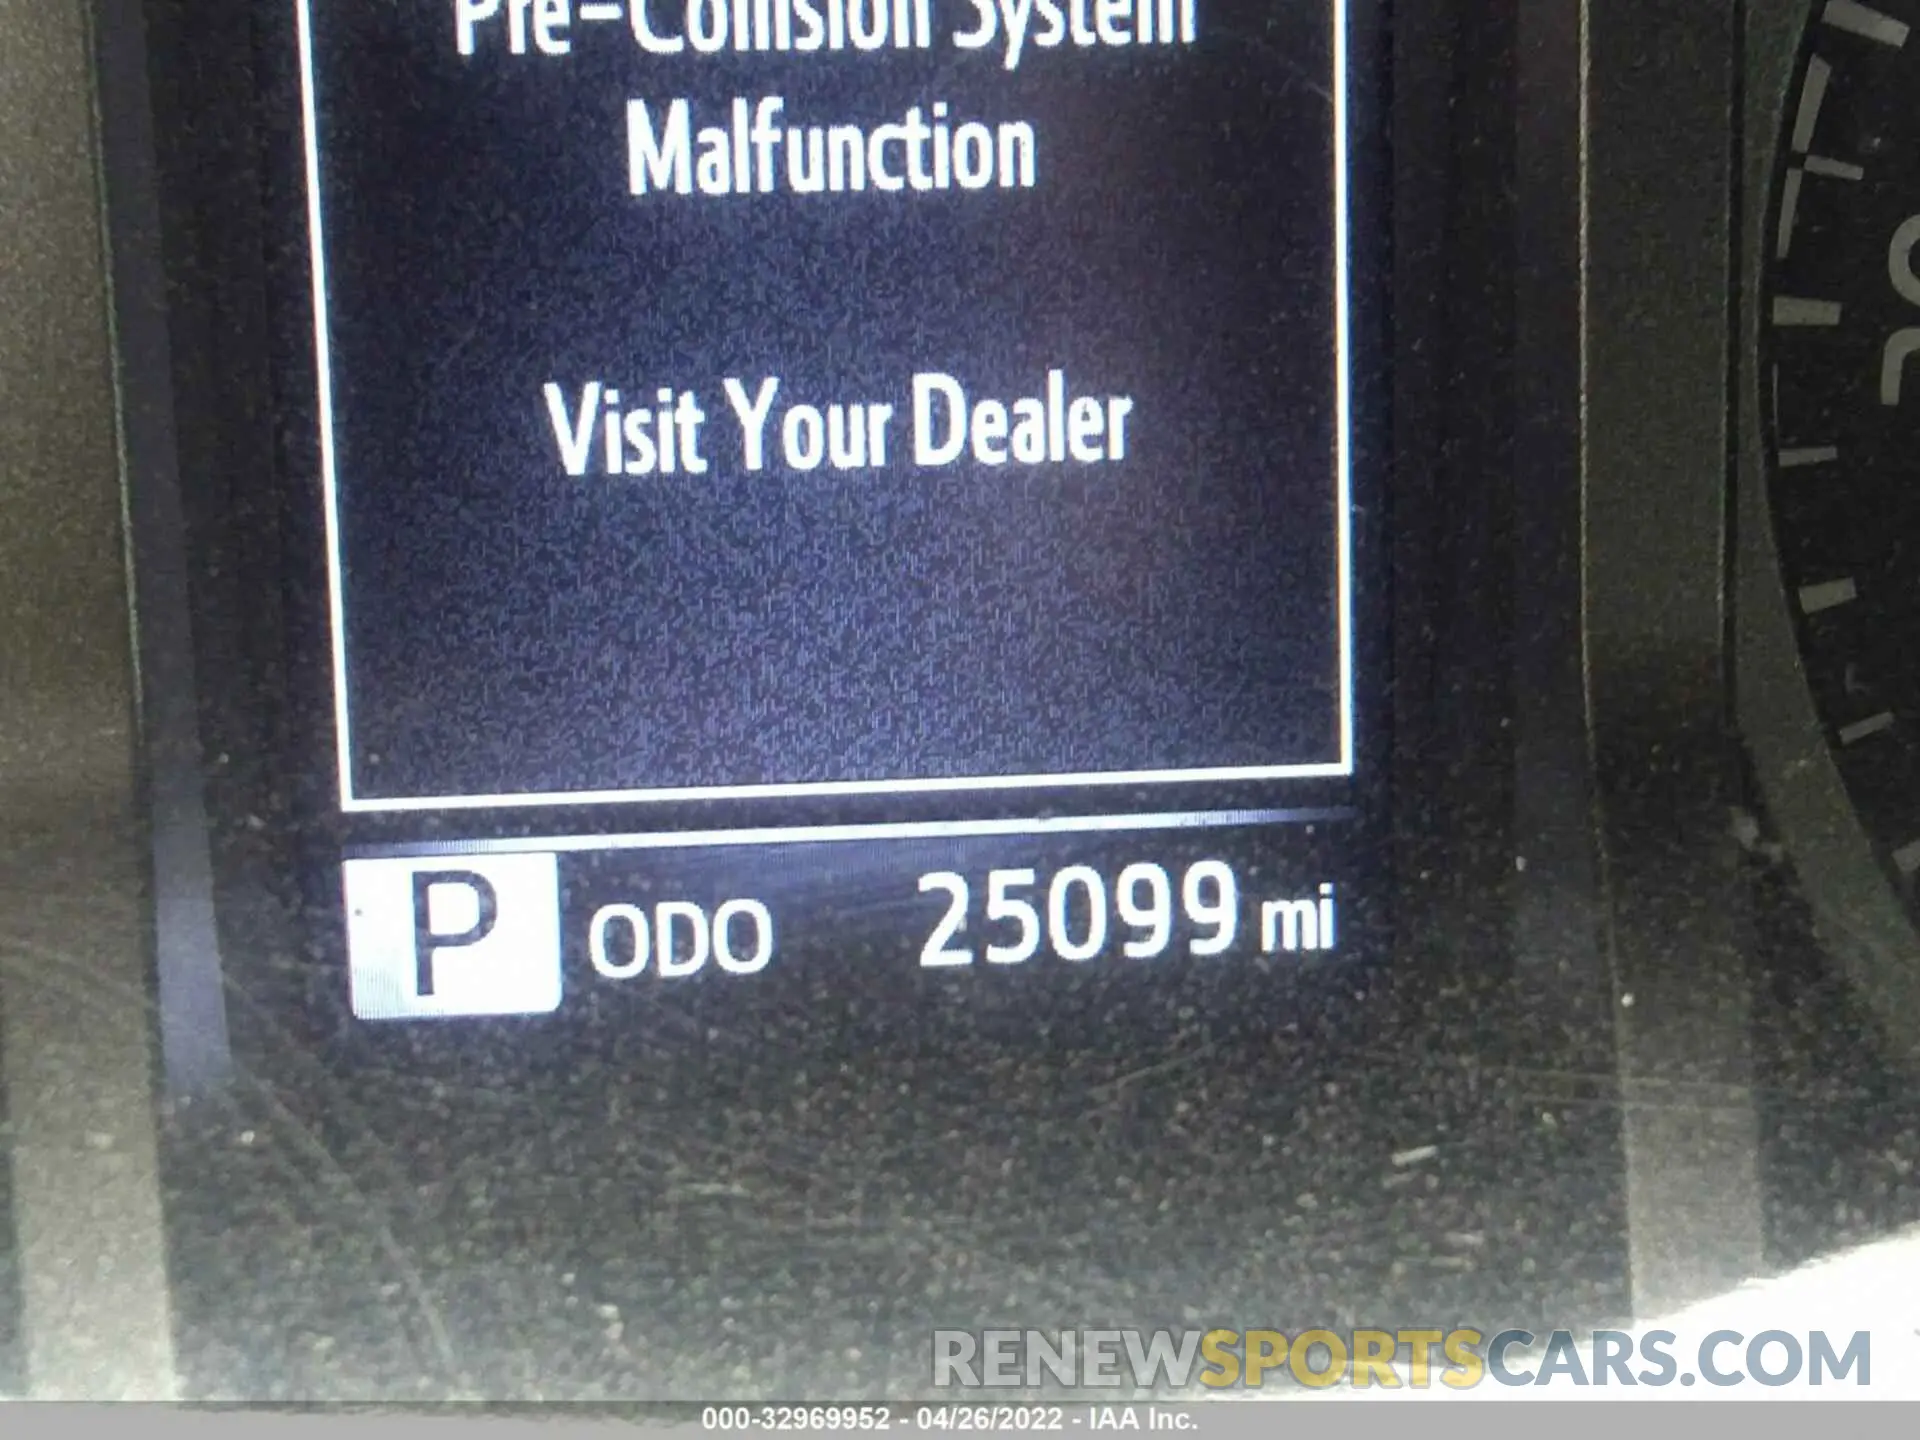 Pre-Collision System
Malfunction
Visit Your Dealer
P ODO 25099 mi
RENEWSPORTSCARS.COM
000-32969952 - 04/26/2022 - IAA Inc.